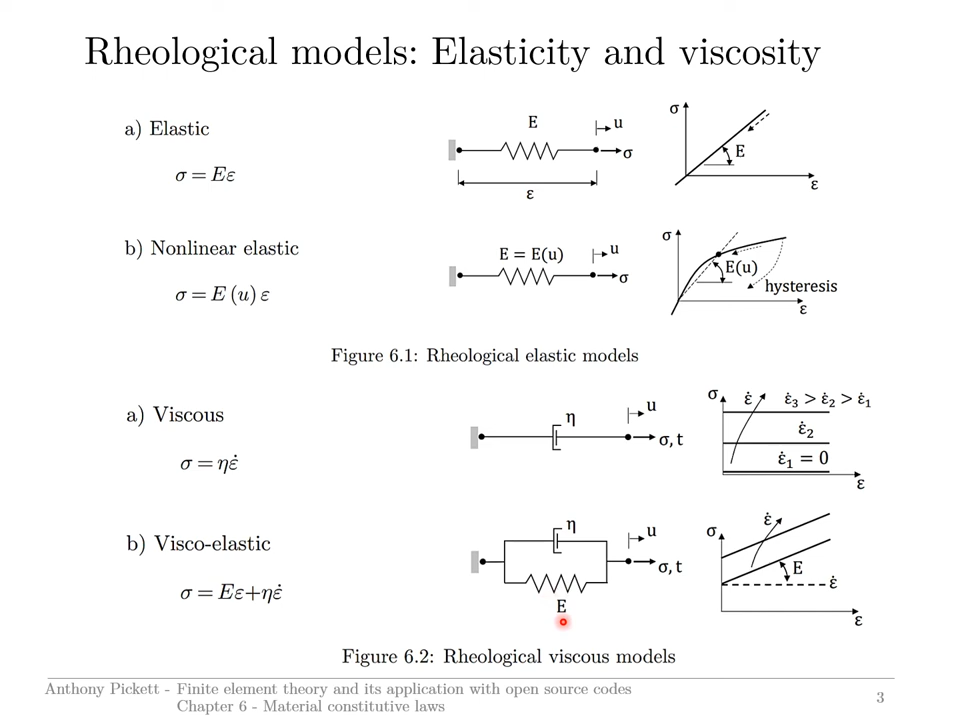 Rheological models: Elasticity and viscosity
a) Elastic
σ = Eε
E
u
σ
ε
σ
E
ε
b) Nonlinear elastic
σ = E (u) ε
E = E(u)
u
σ
σ
E(u)
hysteresis
ε
Figure 6.1: Rheological elastic models
a) Viscous
σ = ηε̇
η
u
σ, t
σ
ε̇
ε̇₃ > ε̇₂ > ε̇₁
ε̇₂
ε̇₁ = 0
ε
b) Visco-elastic
σ = Eε+ηε̇
η
u
σ, t
E
σ
ε̇
E
ε̇
ε
Figure 6.2: Rheological viscous models
Anthony Pickett - Finite element theory and its application with open source codes
Chapter 6 - Material constitutive laws
3